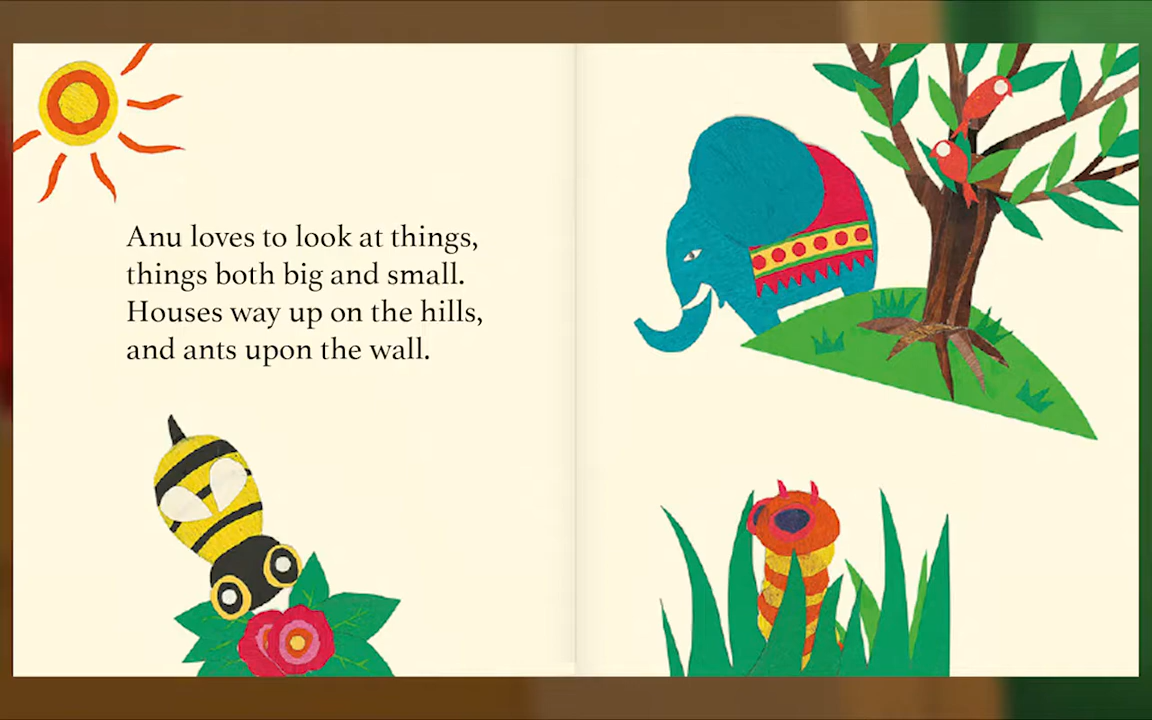 Anu loves to look at things,
things both big and small.
Houses way up on the hills,
and ants upon the wall.